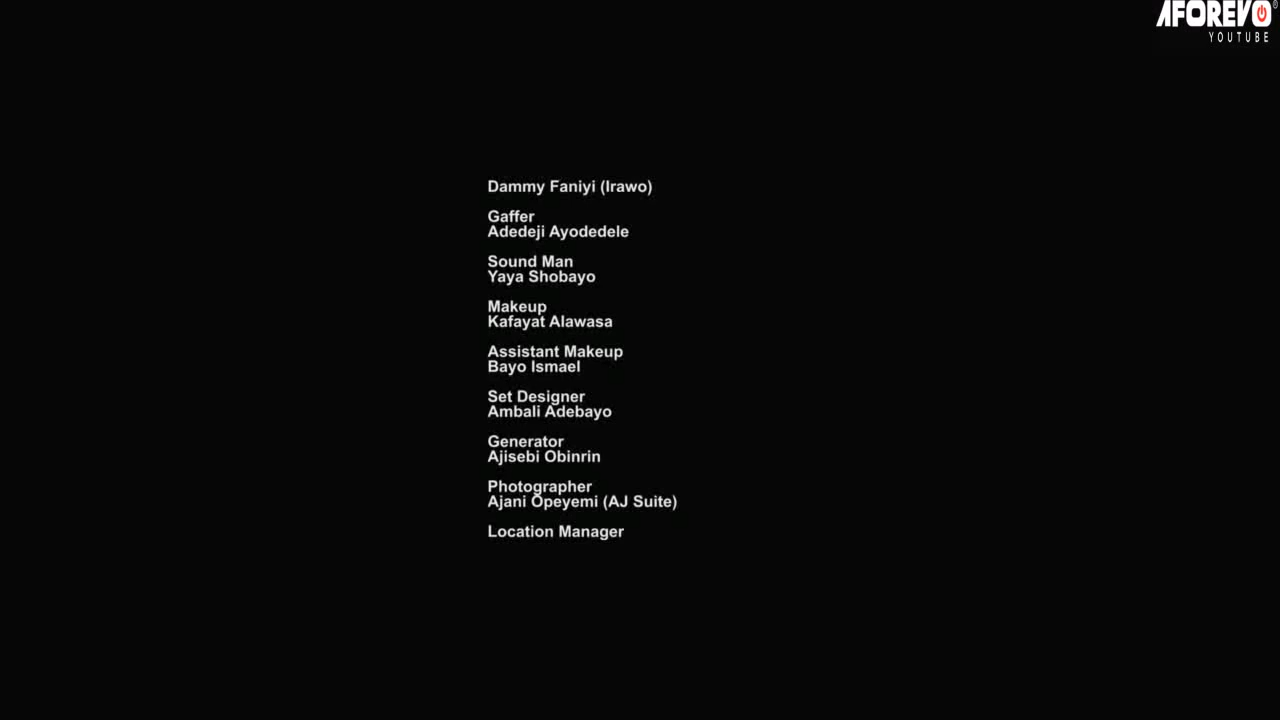 AFOREVO
YOUTUBE
Dammy Faniyi (Irawo)
Gaffer
Adedeji Ayodedele
Sound Man
Yaya Shobayo
Makeup
Kafayat Alawasa
Assistant Makeup
Bayo Ismael
Set Designer
Ambali Adebayo
Generator
Ajisebi Obinrin
Photographer
Ajani Opeyemi (AJ Suite)
Location Manager